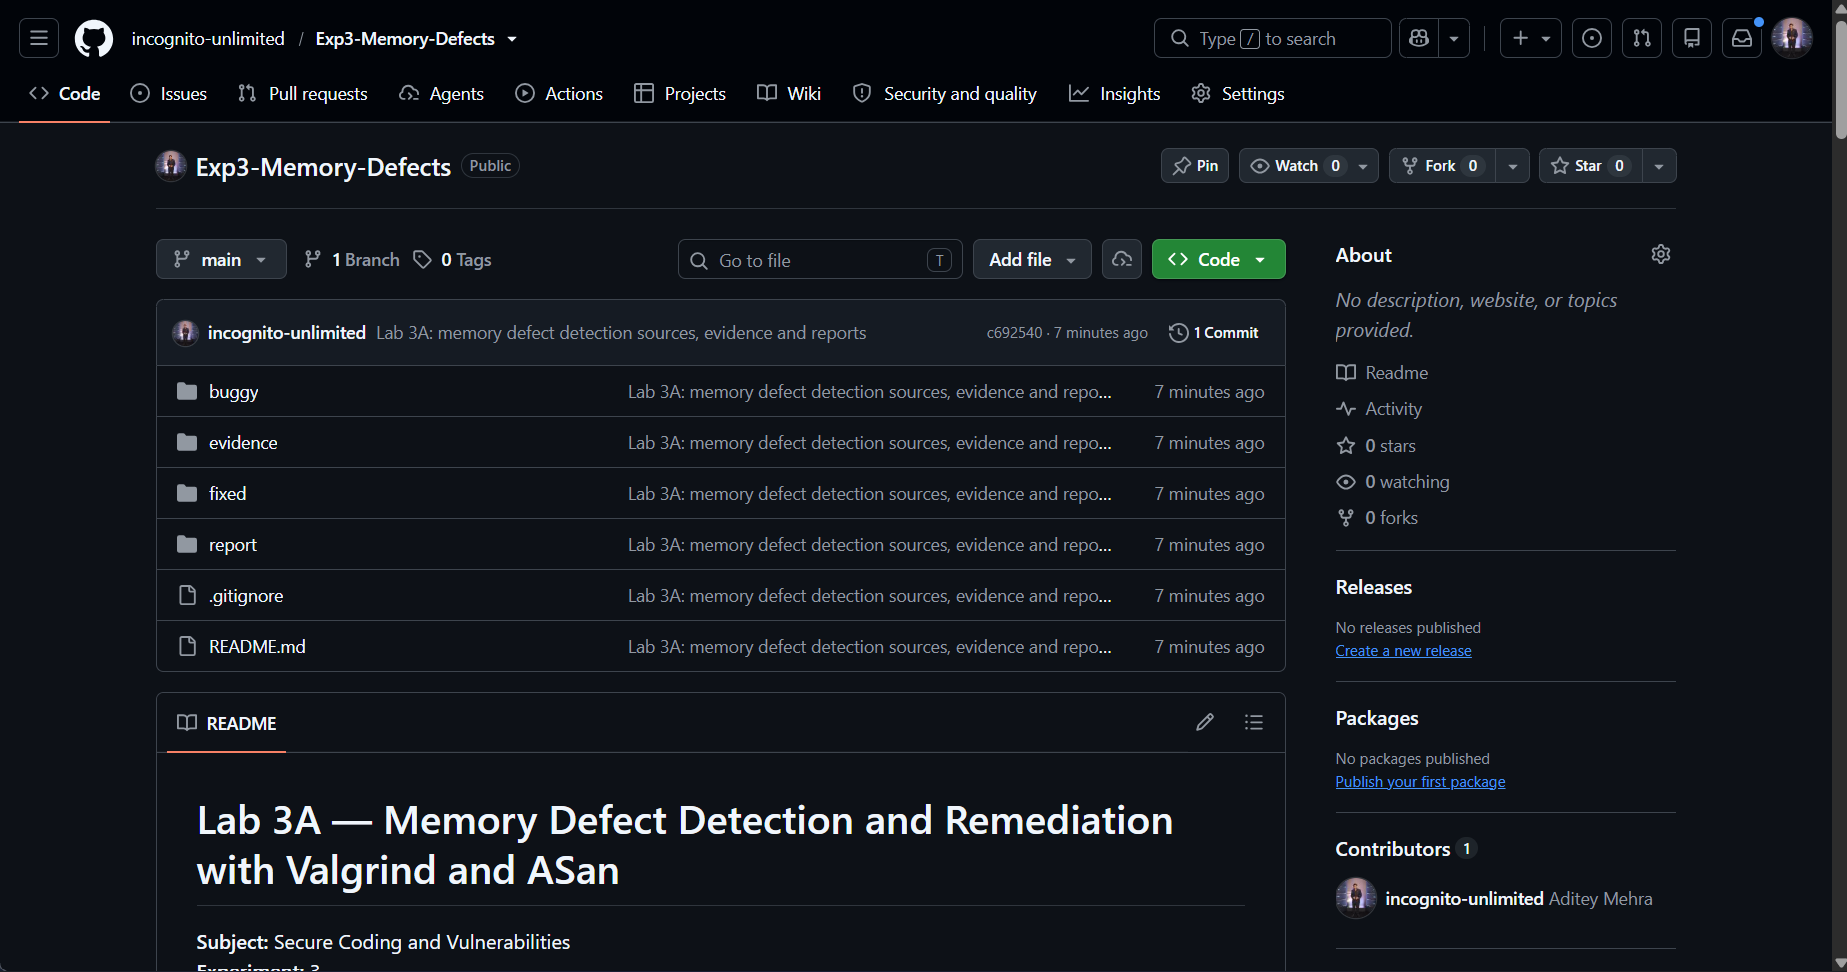 incognito-unlimited / Exp3-Memory-Defects
Type / to search
Code Issues Pull requests Agents Actions Projects Wiki Security and quality Insights Settings
Exp3-Memory-Defects Public
Pin Watch 0 Fork 0 Star 0
main 1 Branch 0 Tags Go to file T Add file Code
incognito-unlimited Lab 3A: memory defect detection sources, evidence and reports c692540 · 7 minutes ago 1 Commit
buggy Lab 3A: memory defect detection sources, evidence and repo... 7 minutes ago
evidence Lab 3A: memory defect detection sources, evidence and repo... 7 minutes ago
fixed Lab 3A: memory defect detection sources, evidence and repo... 7 minutes ago
report Lab 3A: memory defect detection sources, evidence and repo... 7 minutes ago
.gitignore Lab 3A: memory defect detection sources, evidence and repo... 7 minutes ago
README.md Lab 3A: memory defect detection sources, evidence and repo... 7 minutes ago
README
Lab 3A — Memory Defect Detection and Remediation
with Valgrind and ASan
Subject: Secure Coding and Vulnerabilities
Experiment: 3
About
No description, website, or topics
provided.
Readme
Activity
0 stars
0 watching
0 forks
Releases
No releases published
Create a new release
Packages
No packages published
Publish your first package
Contributors 1
incognito-unlimited Aditey Mehra